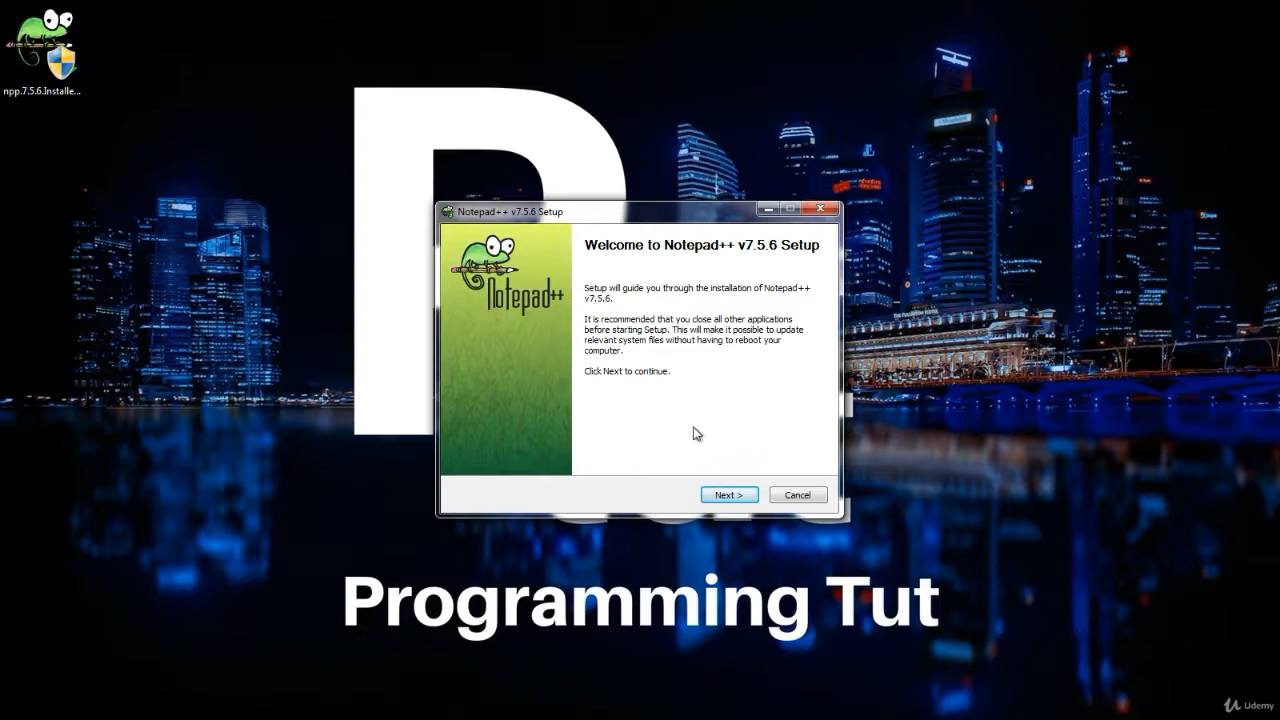 npp.7.5.6.Installe...
Notepad++ v7.5.6 Setup
Notepad++
Welcome to Notepad++ v7.5.6 Setup
Setup will guide you through the installation of Notepad++
v7.5.6.
It is recommended that you close all other applications
before starting Setup. This will make it possible to update
relevant system files without having to reboot your
computer.
Click Next to continue.
Next >
Cancel
Programming Tut
Udemy